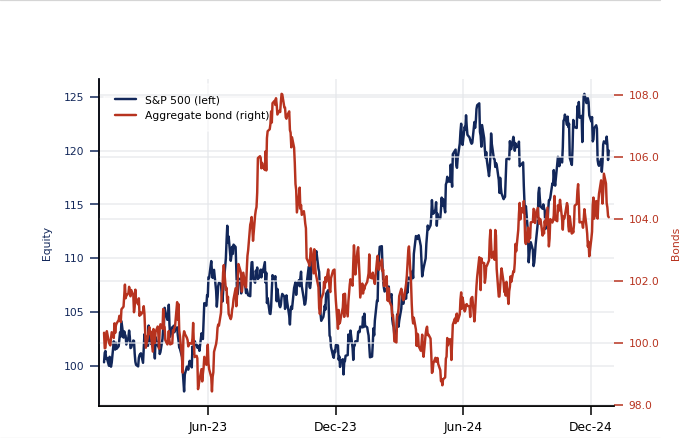 S&P 500 (left)
Aggregate bond (right)
Equity
125
120
115
110
105
100
108.0
106.0
104.0
102.0
100.0
98.0
Bonds
Jun-23
Dec-23
Jun-24
Dec-24